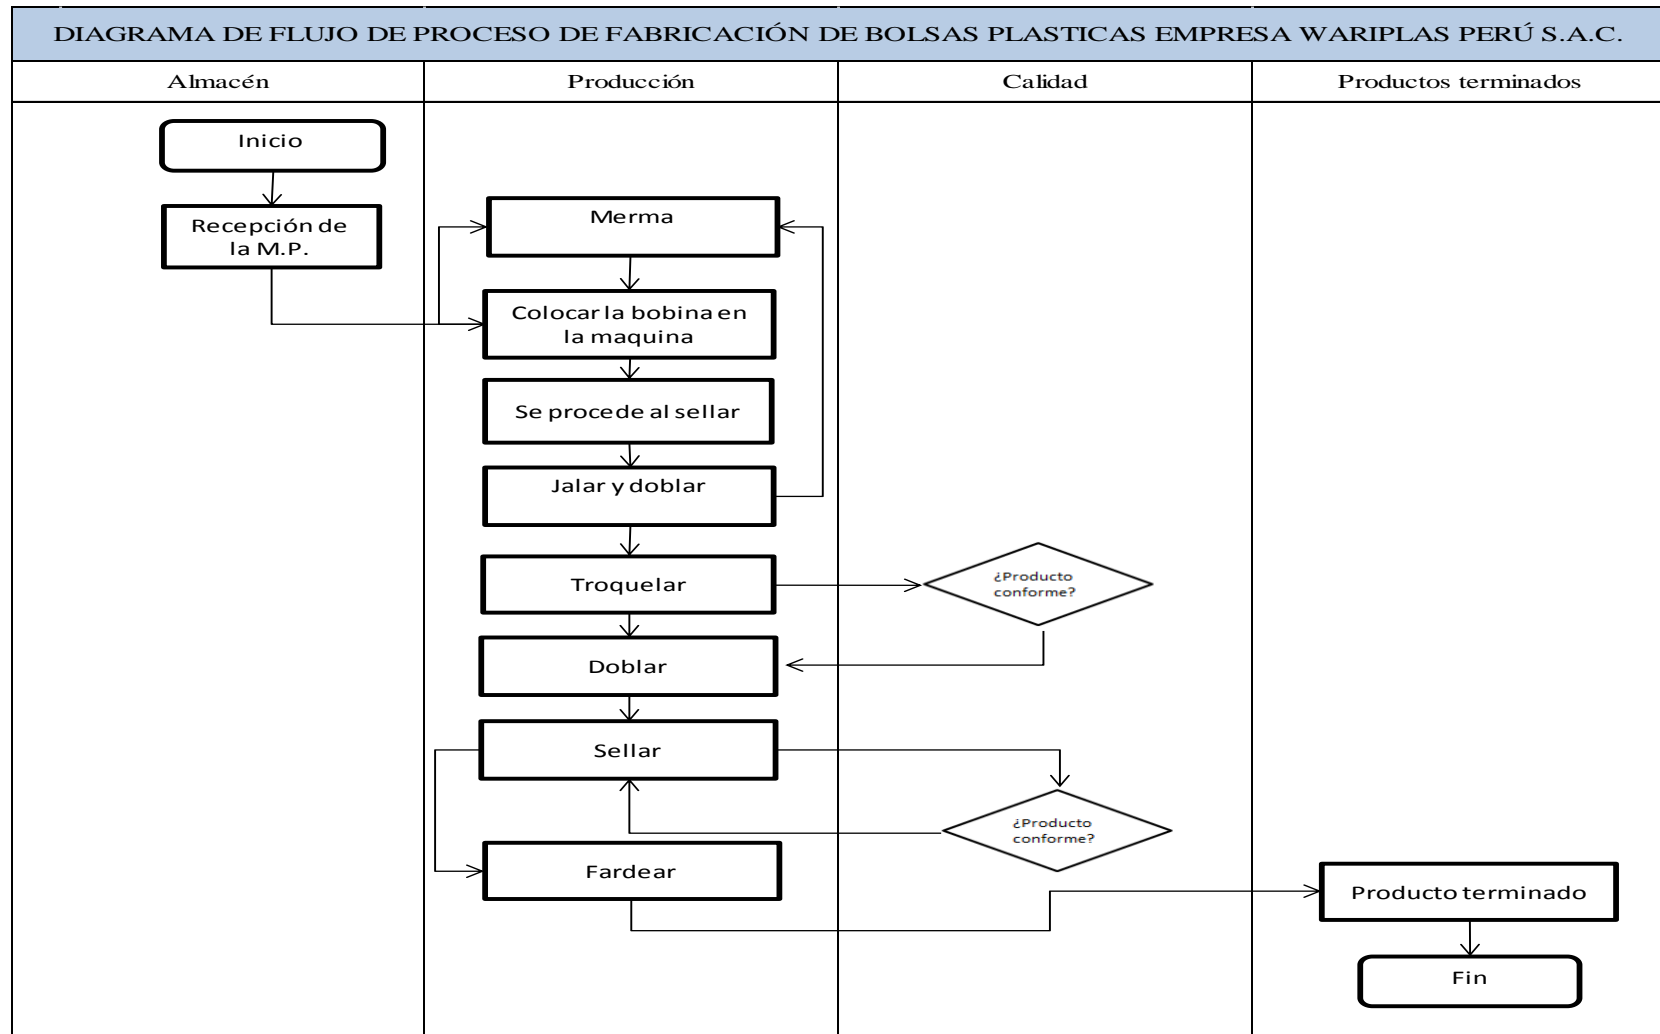 DIAGRAMA DE FLUJO DE PROCESO DE FABRICACIÓN DE BOLSAS PLASTICAS EMPRESA WARIPLAS PERÚ S.A.C.
Almacén
Producción
Calidad
Productos terminados
Inicio
Recepción de
la M.P.
Merma
Colocar la bobina en
la maquina
Se procede al sellar
Jalar y doblar
Troquelar
¿Producto
conforme?
Doblar
Sellar
¿Producto
conforme?
Fardear
Producto terminado
Fin